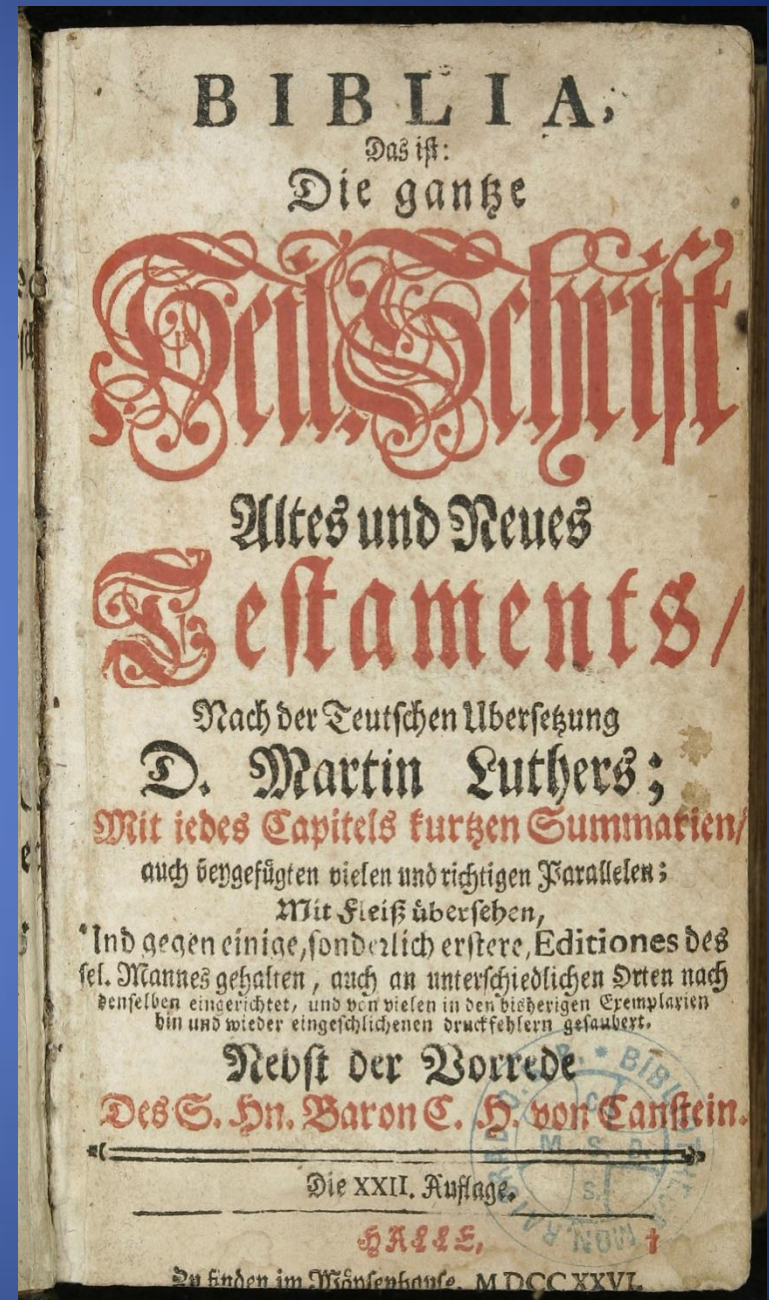 BIBLIA,
Das ist:
Die gantze
Heil. Schrift
Altes und Neues
Testaments/
Nach der Teutschen Ubersetzung
D. Martin Luthers;
Mit iedes Capitels kurtzen Summarien/
auch beygefügten vielen und richtigen Parallelen;
Mit Fleiß übersehen,
Und gegen einige, sonderlich erstere, Editiones des
sel. Mannes gehalten, auch an unterschiedlichen Orten nach
denselben eingerichtet, und von vielen in den bisherigen Exemplarien
hin und wieder eingeschlichenen druckfehlern gesaubert.
Nebst der Vorrede
Des S. Hn. Baron C. H. von Canstein.
Die XXII. Auflage.
HALLE,
Zu finden im Wäysenhause. MDCCXXVI.